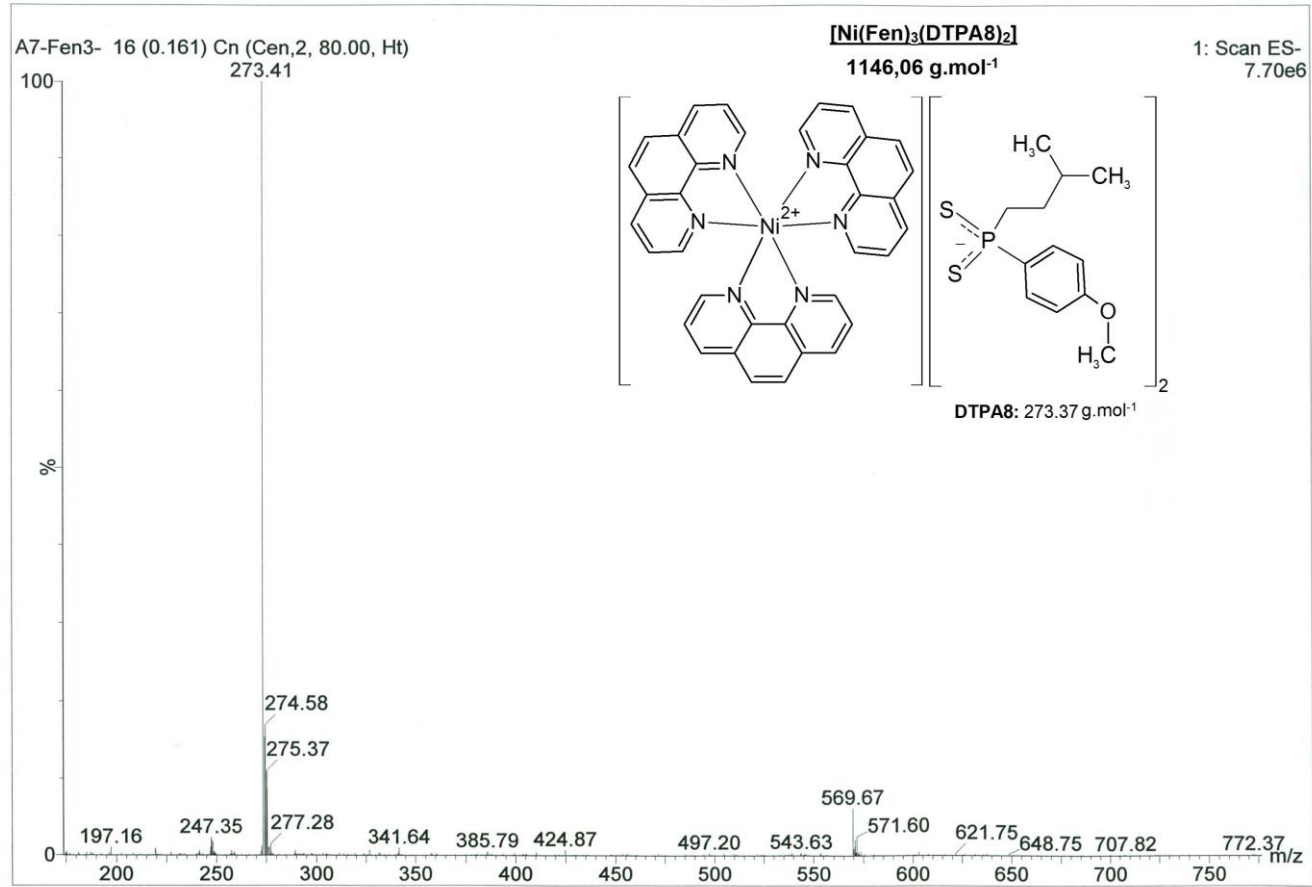 A7-Fen3- 16 (0.161) Cn (Cen,2, 80.00, Ht)
[Ni(Fen)₃(DTPA8)₂]
1146,06 g.mol⁻¹
1: Scan ES-
7.70e6
273.41
100
%
0
N
N
N
N
N
N
Ni
2+
H₃C
CH₃
S
S
P
−
O
H₃C
2
DTPA8: 273.37 g.mol⁻¹
274.58
275.37
277.28
197.16
247.35
341.64
385.79
424.87
497.20
543.63
569.67
571.60
621.75
648.75
707.82
772.37
m/z
200
250
300
350
400
450
500
550
600
650
700
750